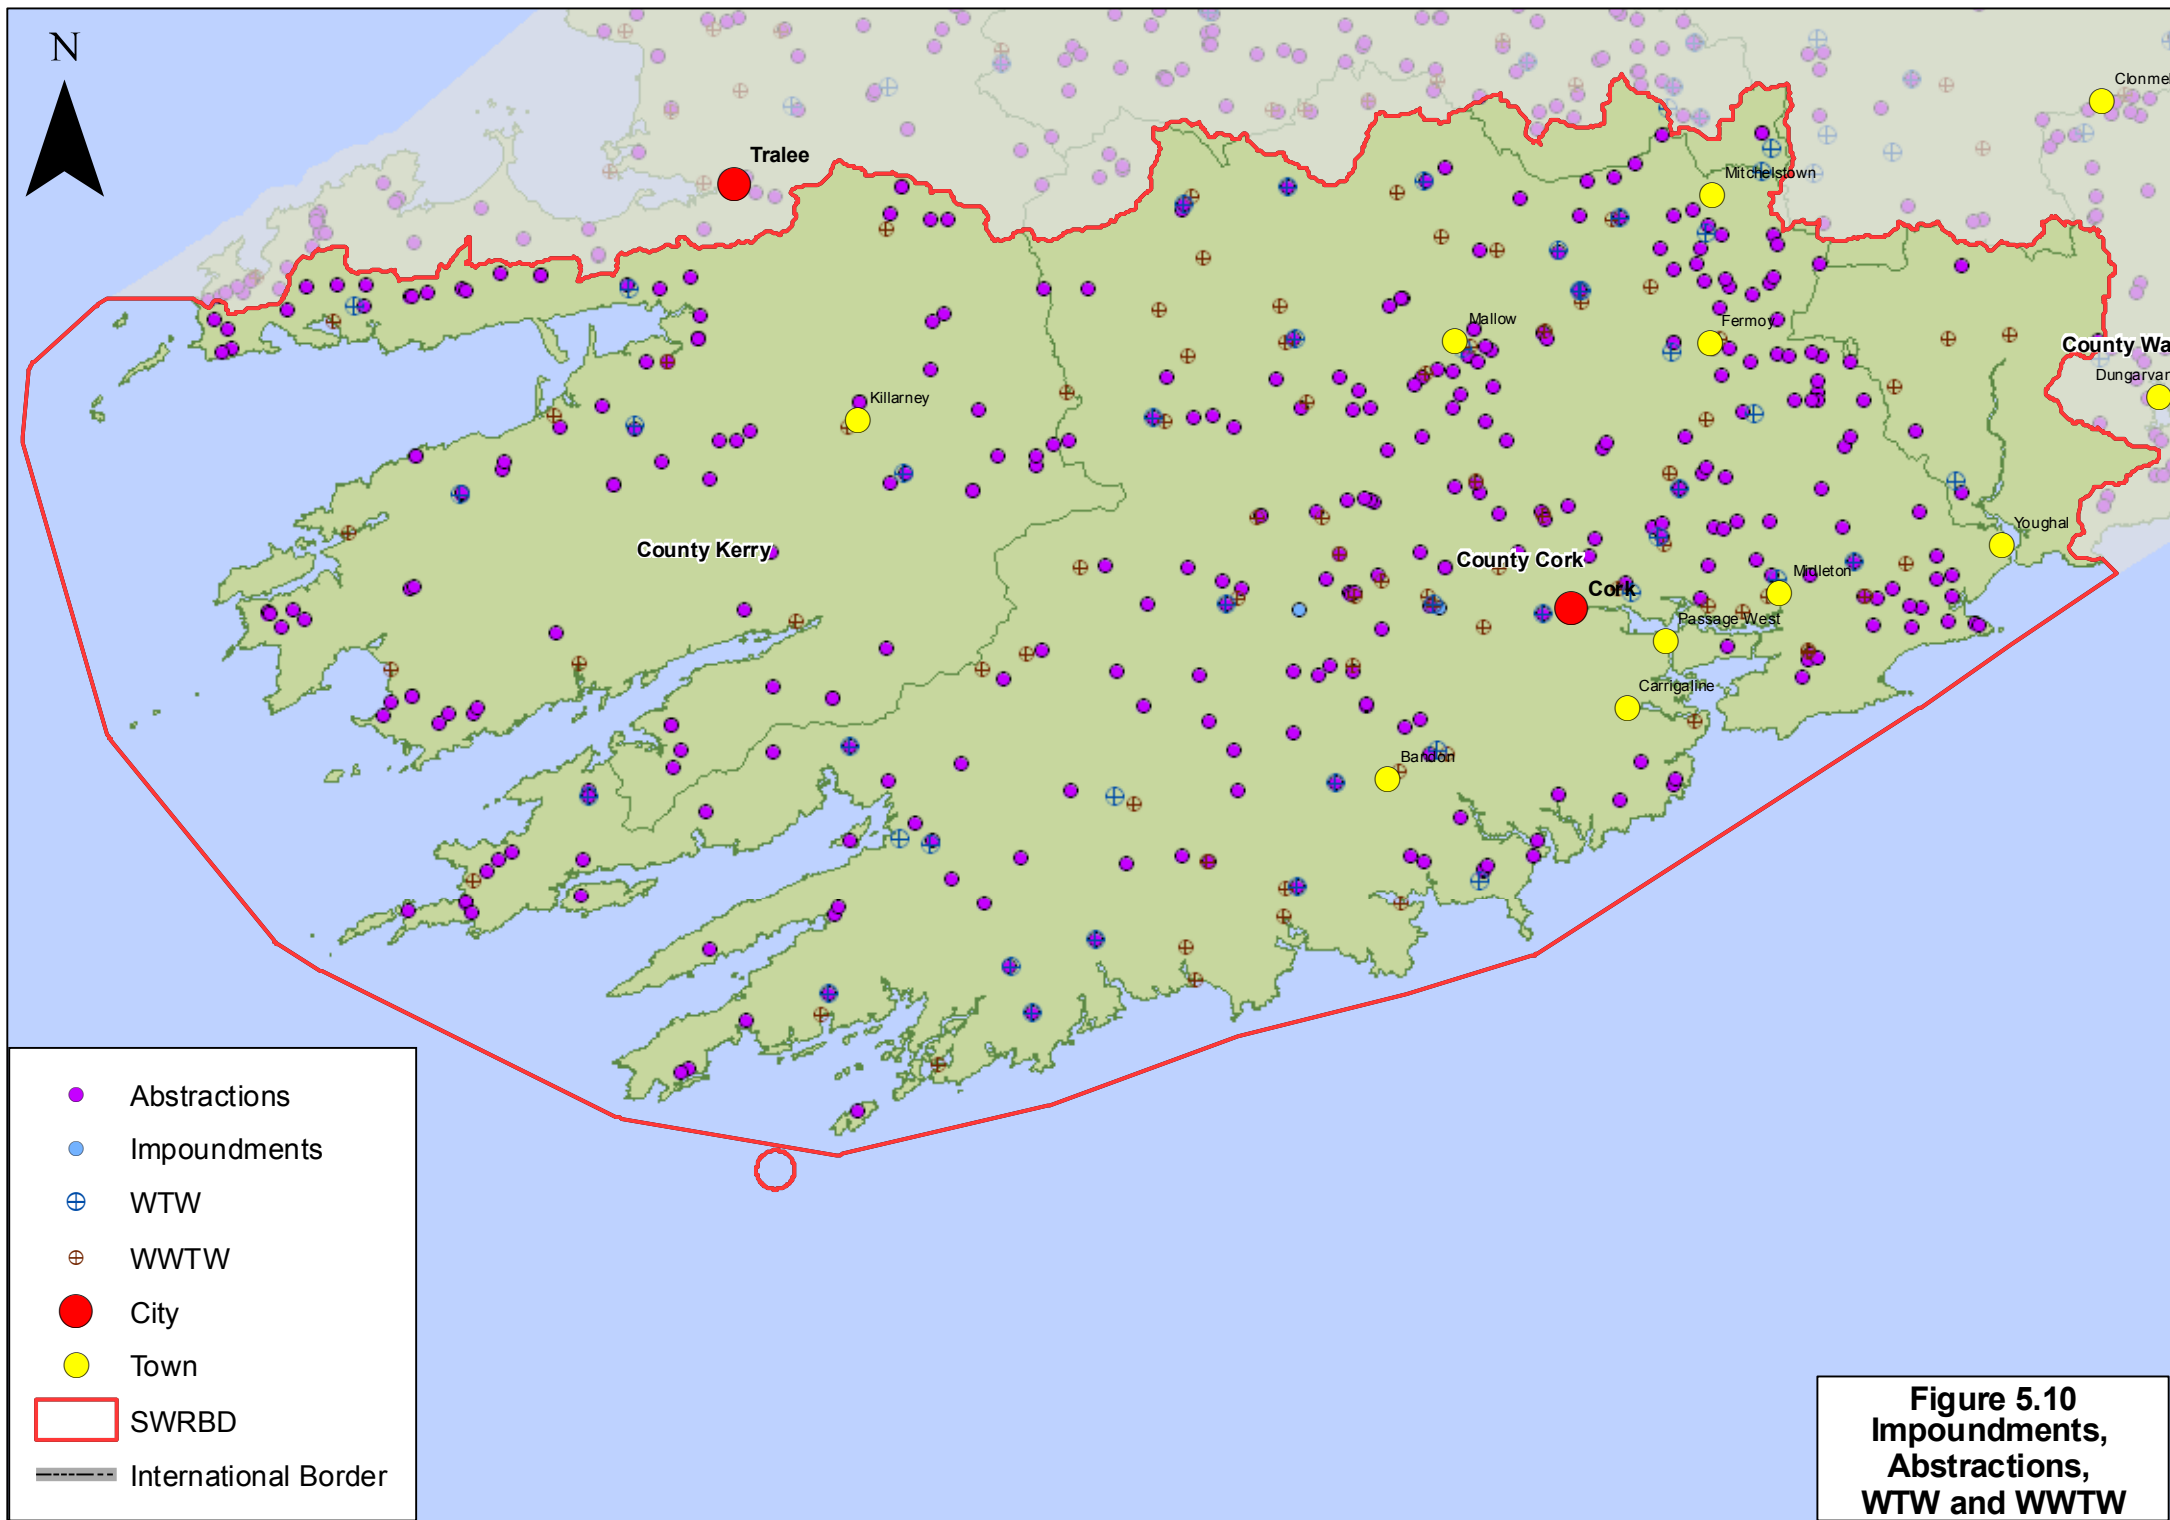 N
Clonmel
Tralee
Mitchelstown
Mallow
Fermoy
County Wa
Dungarvan
Killarney
Youghal
County Kerry
County Cork
Midleton
Cork
Passage West
Carrigaline
Bandon
Abstractions
Impoundments
WTW
WWTW
City
Town
SWRBD
International Border
Figure 5.10
Impoundments,
Abstractions,
WTW and WWTW